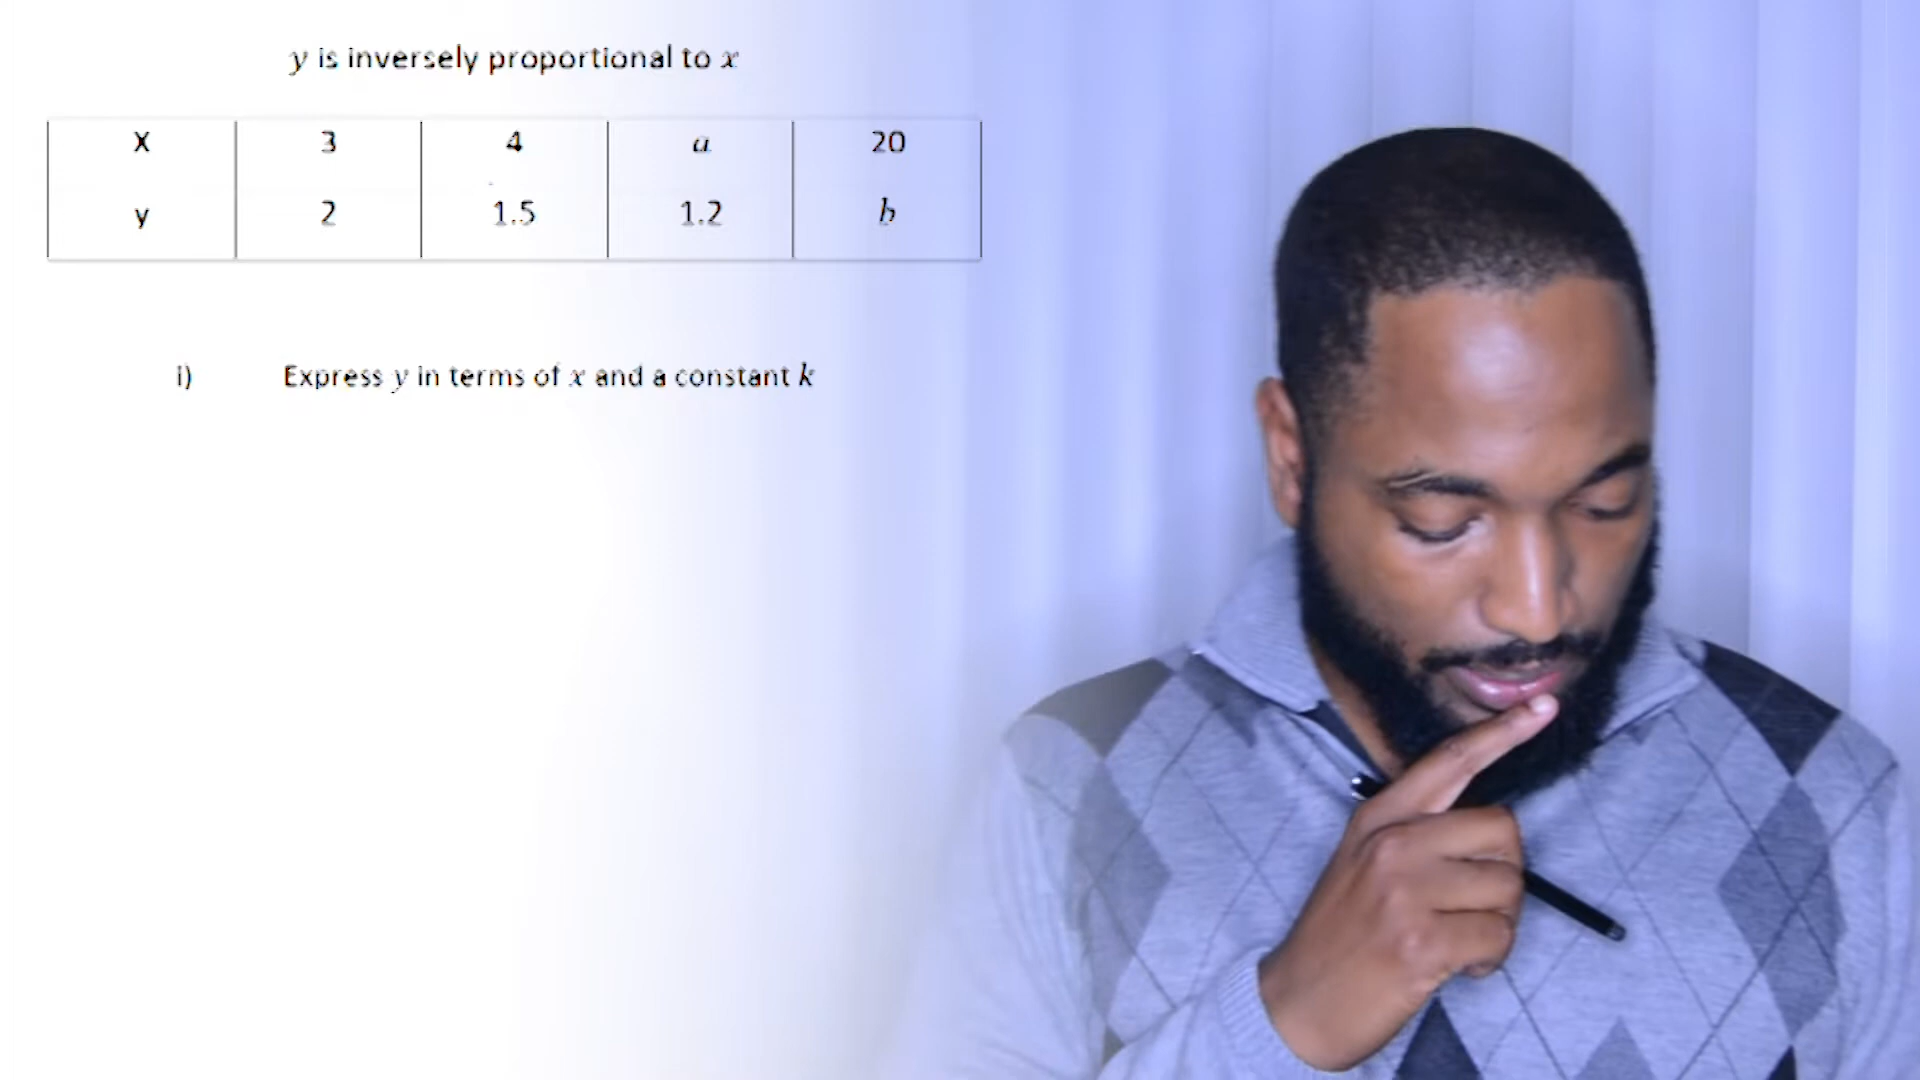 y is inversely proportional to x
X 3 4 a 20
y 2 1.5 1.2 b
i) Express y in terms of x and a constant k